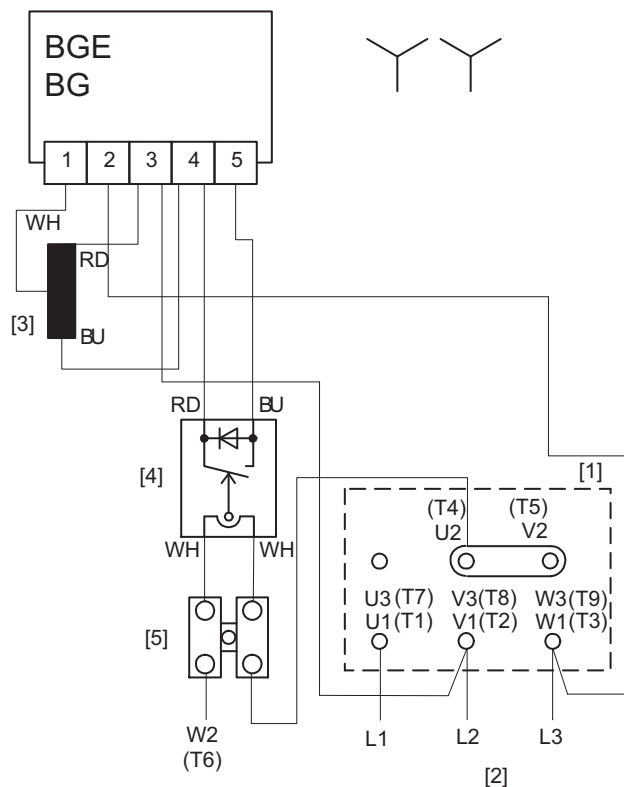 BGE
BG
1 2 3 4 5
WH
RD
[3]
BU
RD BU
[4]
[1]
(T4) (T5)
U2 V2
WH WH
U3 (T7) V3 (T8) W3 (T9)
U1 (T1) V1 (T2) W1 (T3)
[5]
W2
(T6)
L1 L2 L3
[2]